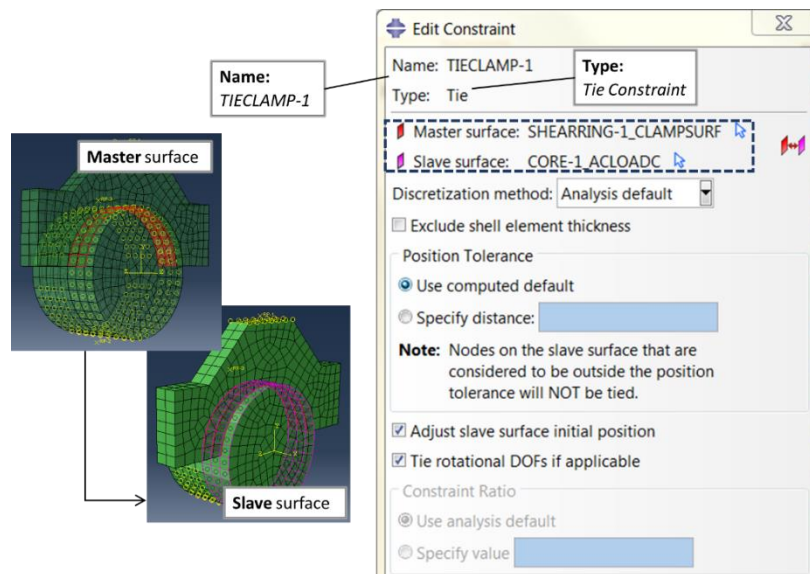 Edit Constraint
Name: TIECLAMP-1
Type: Tie
Name:
TIECLAMP-1
Type:
Tie Constraint
Master surface: SHEARRING-1_CLAMPSURF
Slave surface: CORE-1_ACLOADC
Master surface
Slave surface
Discretization method: Analysis default
Exclude shell element thickness
Position Tolerance
Use computed default
Specify distance:
Note: Nodes on the slave surface that are
considered to be outside the position
tolerance will NOT be tied.
Adjust slave surface initial position
Tie rotational DOFs if applicable
Constraint Ratio
Use analysis default
Specify value